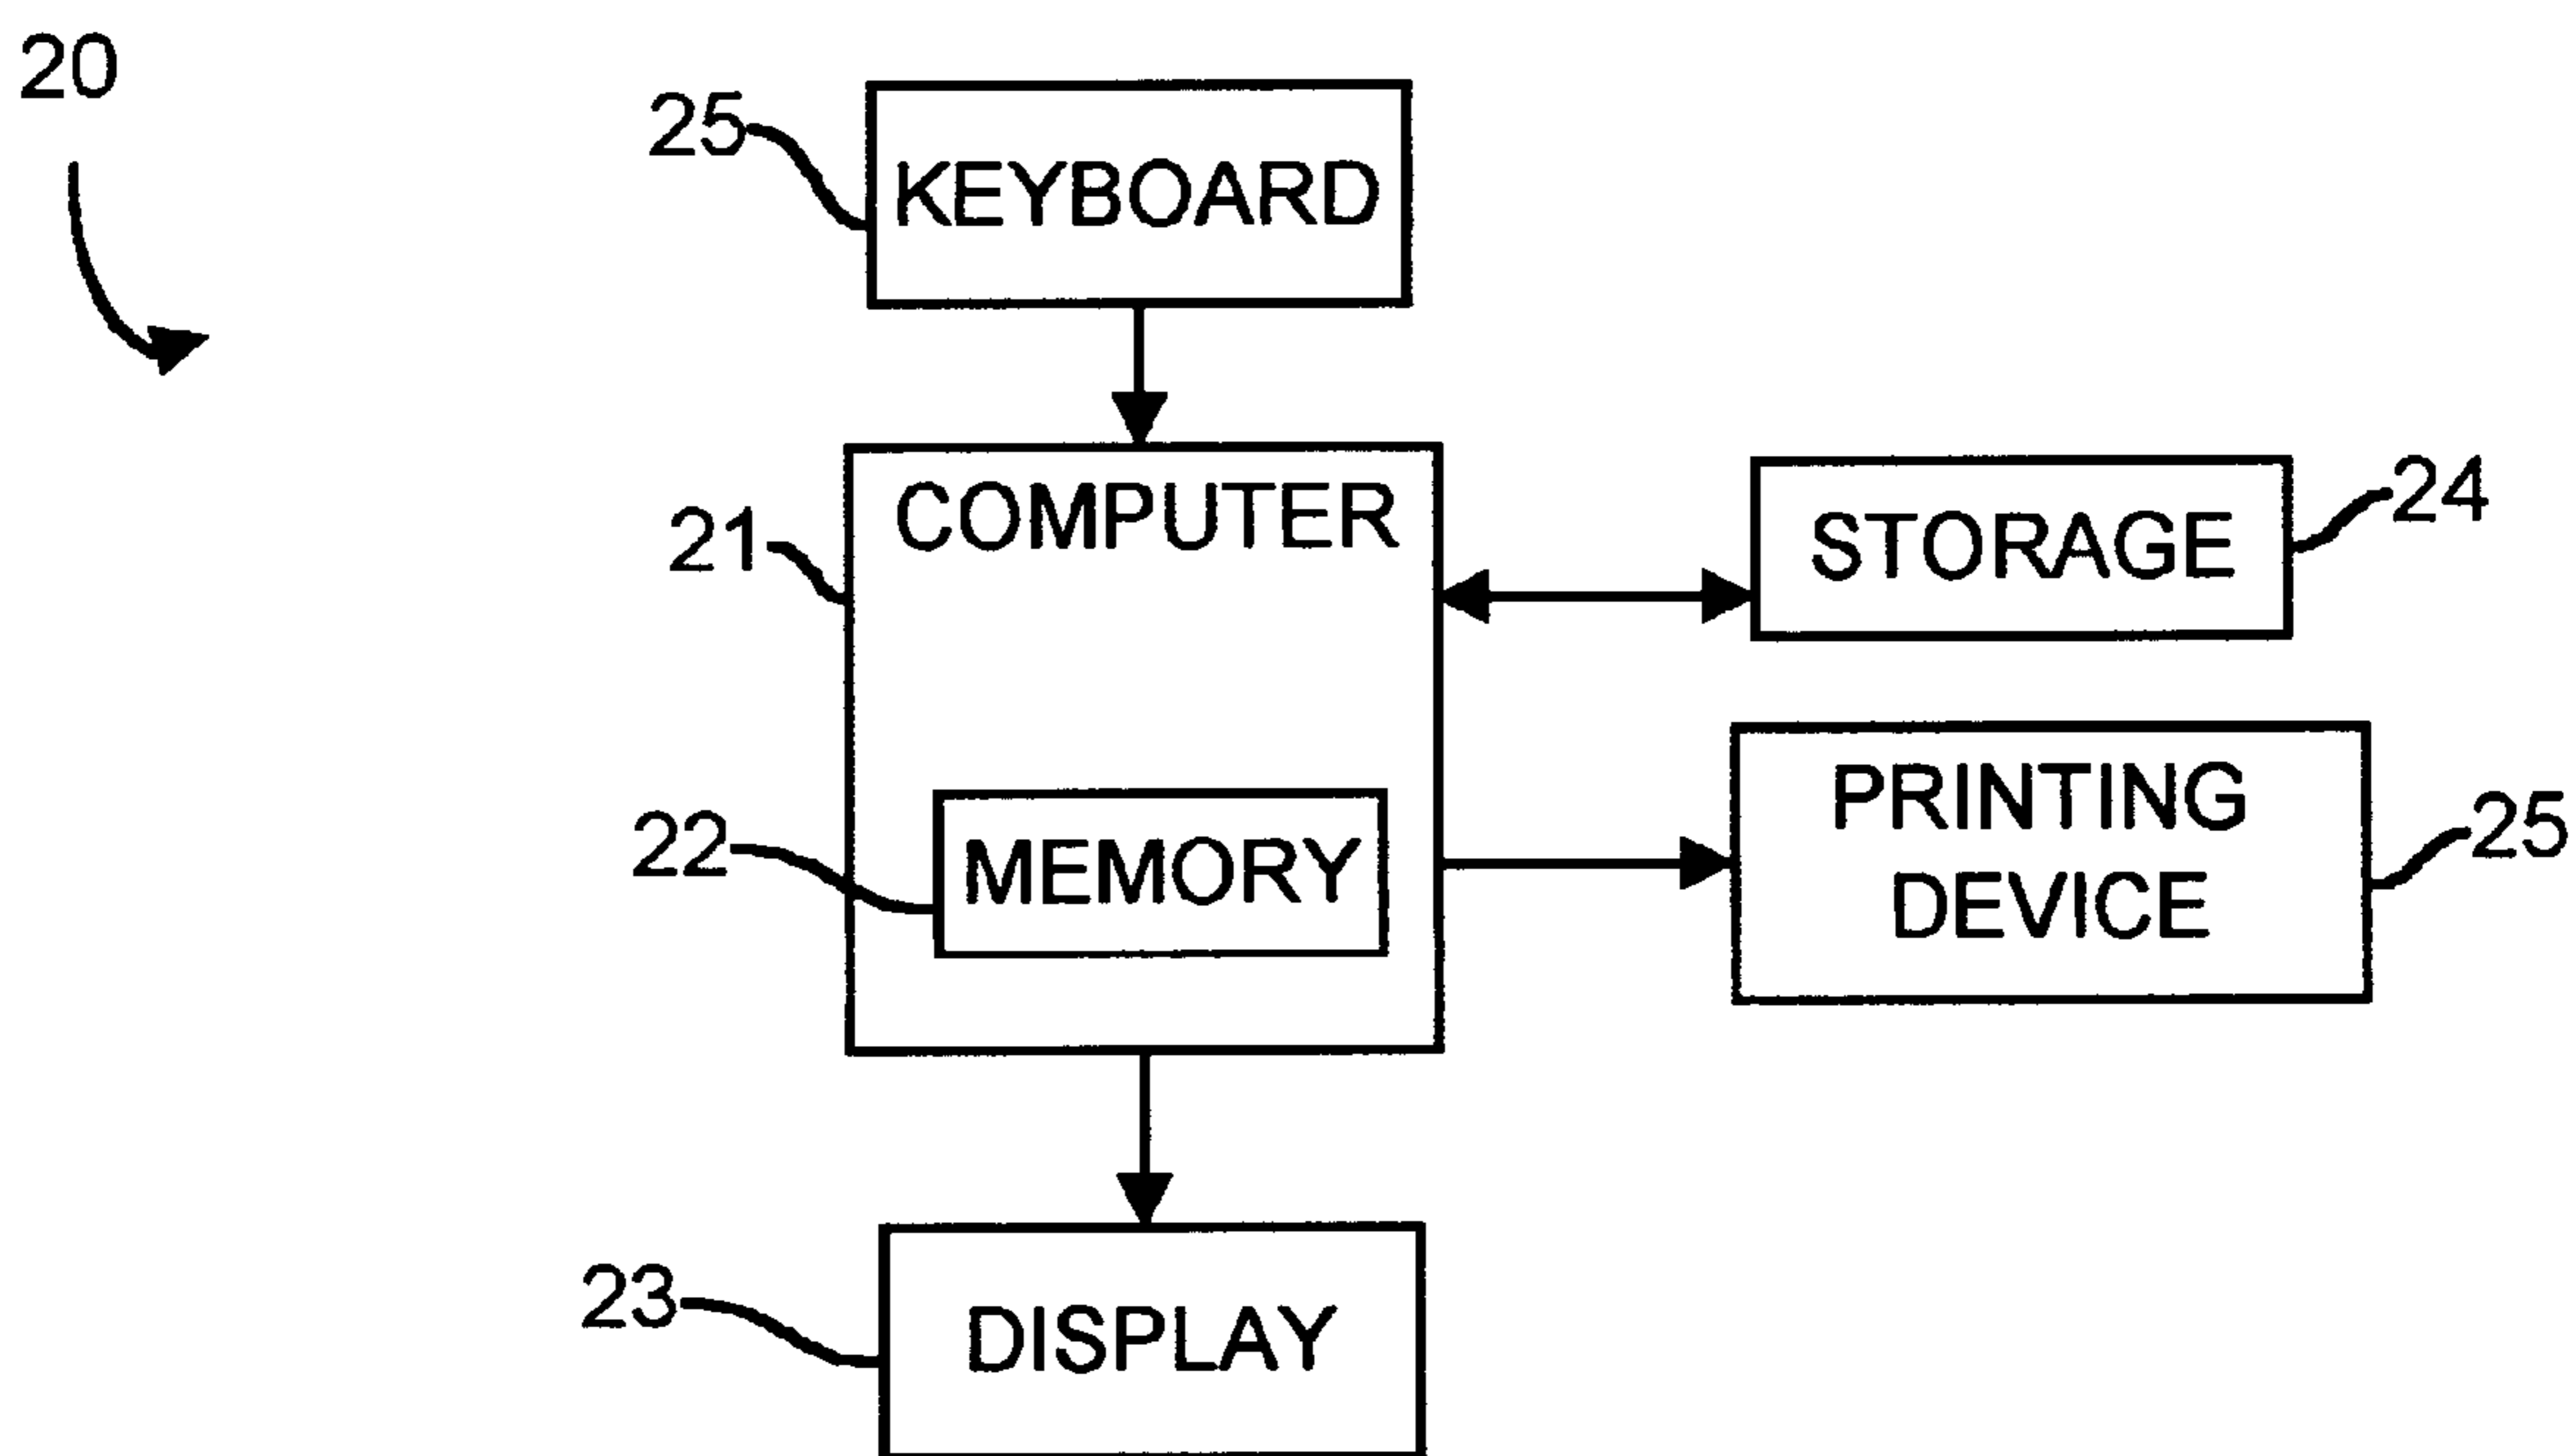 20
25
KEYBOARD
21
COMPUTER
STORAGE
24
22
MEMORY
PRINTING
DEVICE
25
23
DISPLAY